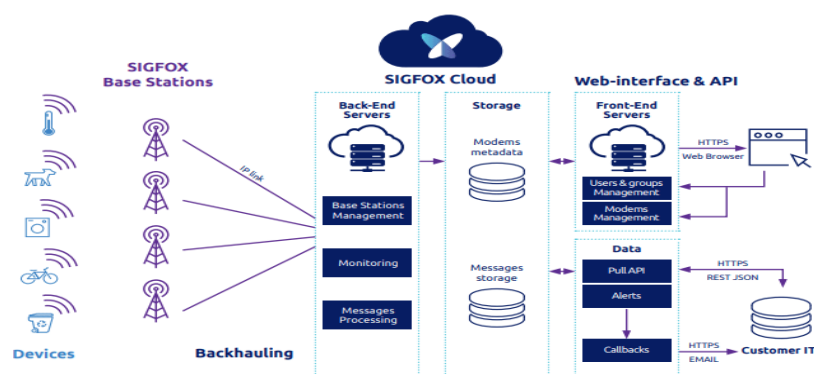 SIGFOX
Base Stations
SIGFOX Cloud
Web-interface & API
Back-End
Servers
Storage
Front-End
Servers
Modems
metadata
HTTPS
Web Browser
IP link
Users & groups
Management
Base Stations
Management
Modems
Management
Data
Monitoring
Messages
storage
Pull API
HTTPS
REST JSON
Alerts
Messages
Processing
Devices
Backhauling
Callbacks
HTTPS
EMAIL
Customer IT